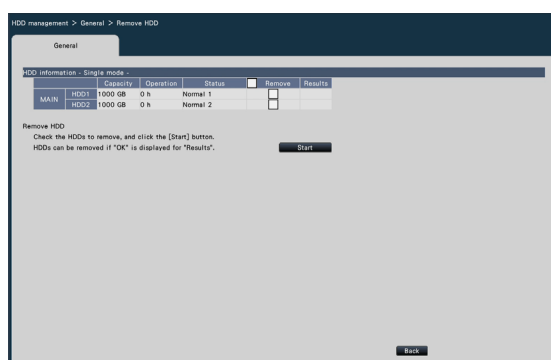 HDD management > General > Remove HDD
General
HDD information - Single mode -
Capacity Operation Status Remove Results
MAIN HDD1 1000 GB 0 h Normal 1
HDD2 1000 GB 0 h Normal 2
Remove HDD
Check the HDDs to remove, and click the [Start] button.
HDDs can be removed if "OK" is displayed for "Results". Start
Back